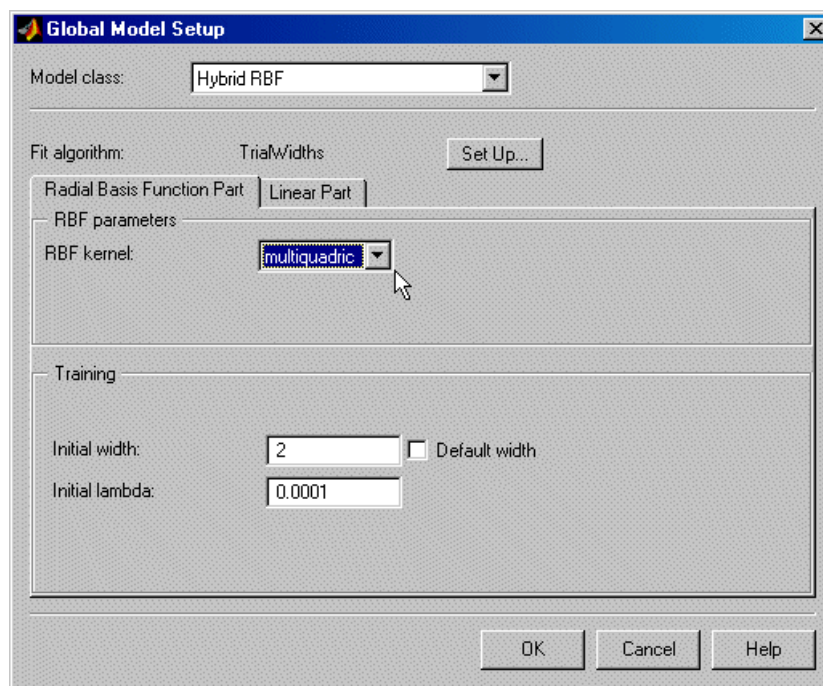 Global Model Setup
Model class: Hybrid RBF
Fit algorithm: TrialWidths Set Up...
Radial Basis Function Part Linear Part
RBF parameters
RBF kernel: multiquadric
Training
Initial width: 2 Default width
Initial lambda: 0.0001
OK Cancel Help